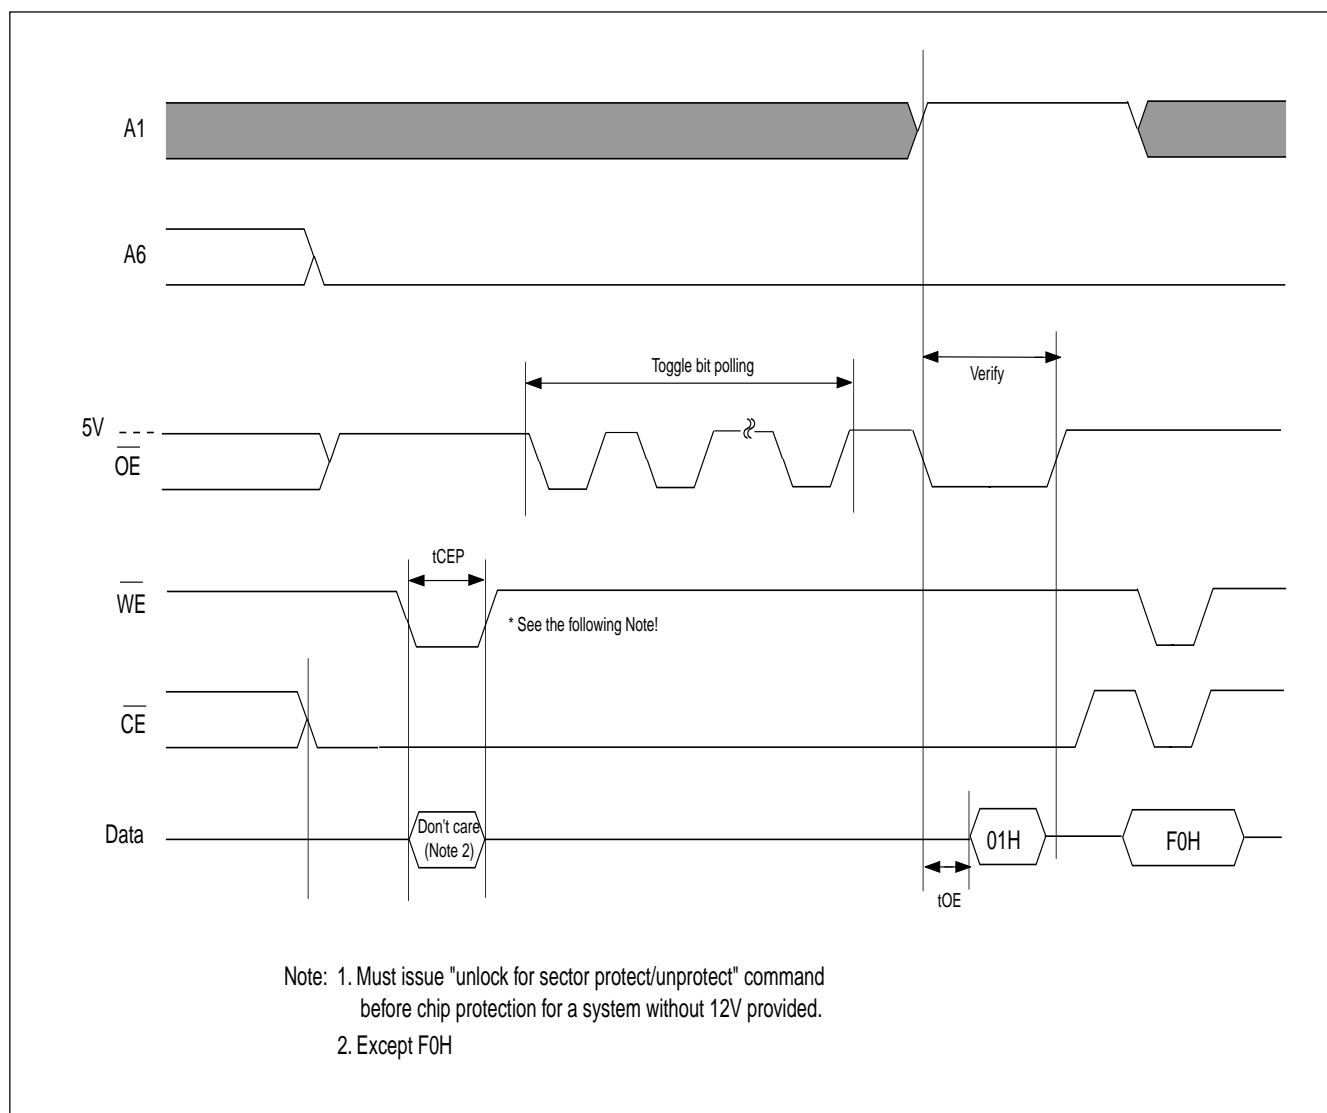 A1
A6
Toggle bit polling
Verify
5V
OE
tCEP
WE
* See the following Note!
CE
Data
Don't care
(Note 2)
01H
F0H
tOE
Note: 1. Must issue "unlock for sector protect/unprotect" command
before chip protection for a system without 12V provided.
2. Except F0H